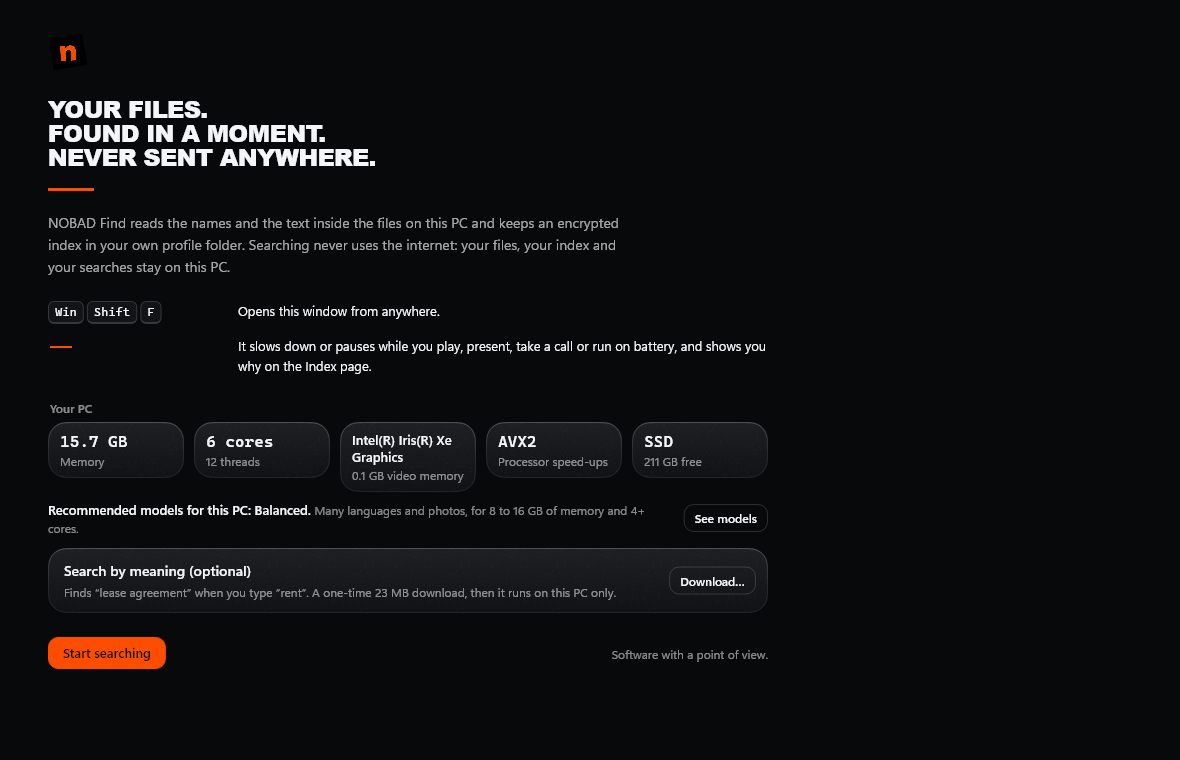 n
YOUR FILES.
FOUND IN A MOMENT.
NEVER SENT ANYWHERE.
NOBAD Find reads the names and the text inside the files on this PC and keeps an encrypted
index in your own profile folder. Searching never uses the internet: your files, your index and
your searches stay on this PC.
Win Shift F
Opens this window from anywhere.
It slows down or pauses while you play, present, take a call or run on battery, and shows you
why on the Index page.
Your PC
15.7 GB
Memory
6 cores
12 threads
Intel(R) Iris(R) Xe
Graphics
0.1 GB video memory
AVX2
Processor speed-ups
SSD
211 GB free
Recommended models for this PC: Balanced. Many languages and photos, for 8 to 16 GB of memory and 4+
cores.
See models
Search by meaning (optional)
Finds “lease agreement” when you type “rent”. A one-time 23 MB download, then it runs on this PC only.
Download...
Start searching
Software with a point of view.